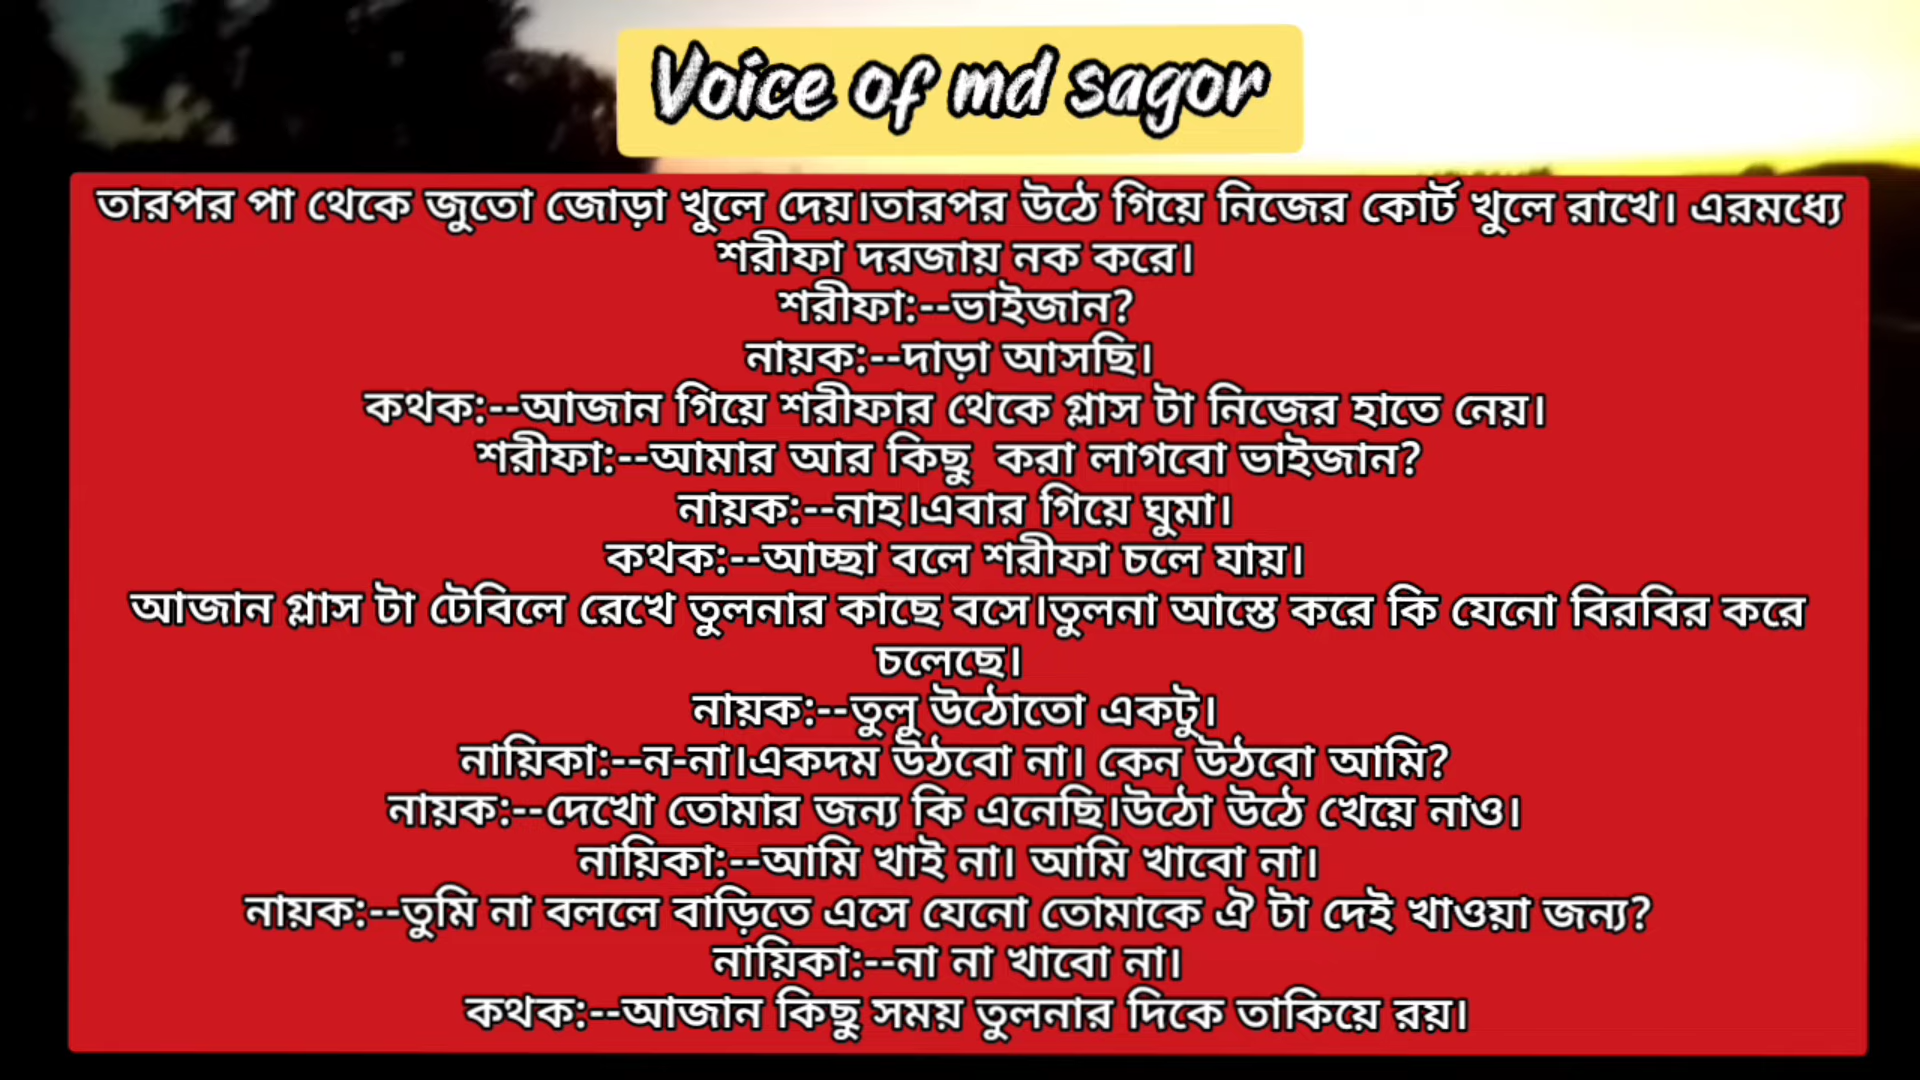 Voice of md sagor
তারপর পা থেকে জুতো জোড়া খুলে দেয়।তারপর উঠে গিয়ে নিজের কোর্ট খুলে রাখে। এরমধ্যে
শরীফা দরজায় নক করে।
শরীফা:--ভাইজান?
নায়ক:--দাড়া আসছি।
কথক:--আজান গিয়ে শরীফার থেকে গ্লাস টা নিজের হাতে নেয়।
শরীফা:--আমার আর কিছু  করা লাগবো ভাইজান?
নায়ক:--নাহ।এবার গিয়ে ঘুমা।
কথক:--আচ্ছা বলে শরীফা চলে যায়।
আজান গ্লাস টা টেবিলে রেখে তুলনার কাছে বসে।তুলনা আস্তে করে কি যেনো বিরবির করে
চলেছে।
নায়ক:--তুলু উঠোতো একটু।
নায়িকা:--ন-না।একদম উঠবো না। কেন উঠবো আমি?
নায়ক:--দেখো তোমার জন্য কি এনেছি।উঠো উঠে খেয়ে নাও।
নায়িকা:--আমি খাই না। আমি খাবো না।
নায়ক:--তুমি না বললে বাড়িতে এসে যেনো তোমাকে ঐ টা দেই খাওয়া জন্য?
নায়িকা:--না না খাবো না।
কথক:--আজান কিছু সময় তুলনার দিকে তাকিয়ে রয়।